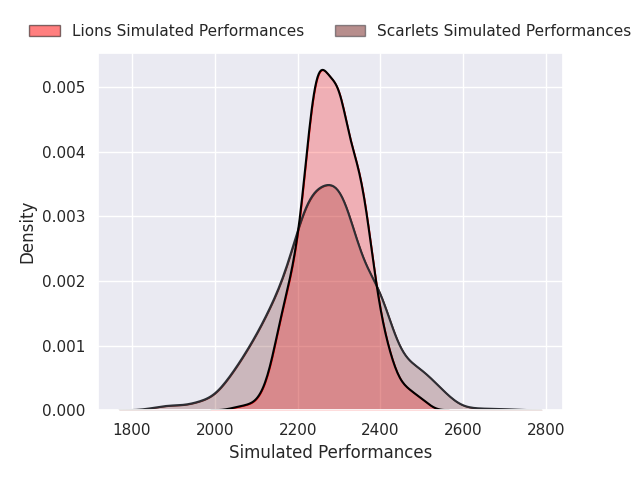 Lions Simulated Performances Scarlets Simulated Performances
0.005
0.004
0.003
0.002
0.001
0.000
Density
1800 2000 2200 2400 2600 2800
Simulated Performances